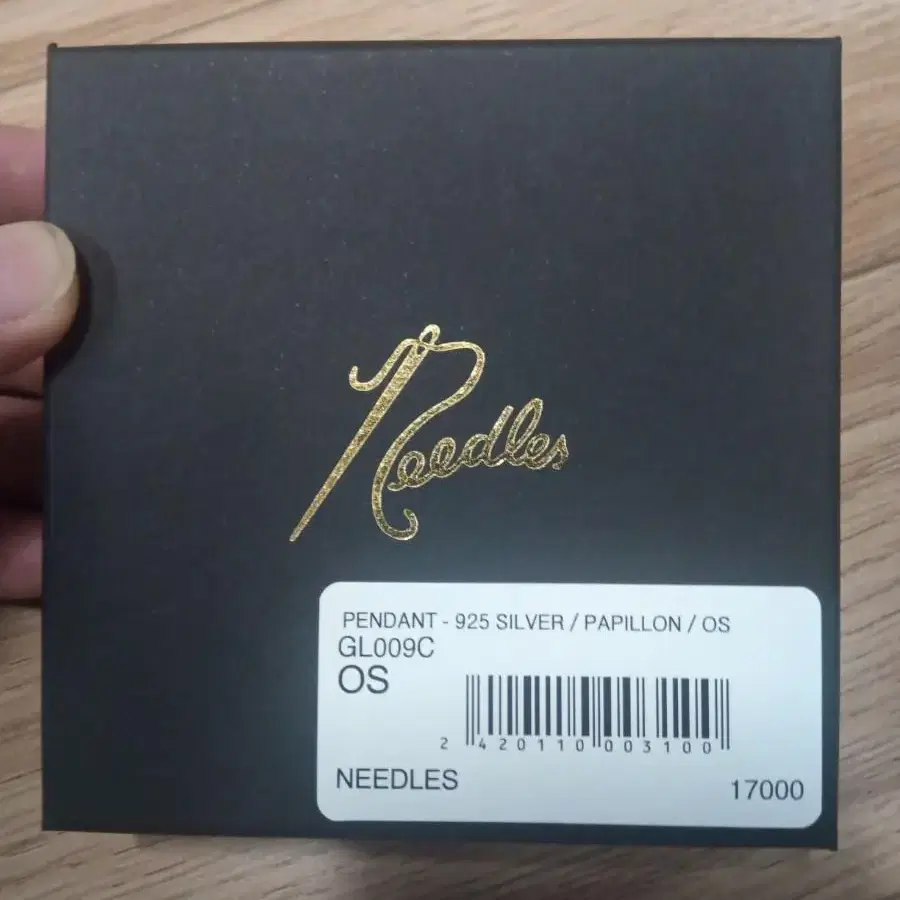 Needles
PENDANT - 925 SILVER / PAPILLON / OS
GL009C
OS
2 420110 003100
NEEDLES
17000